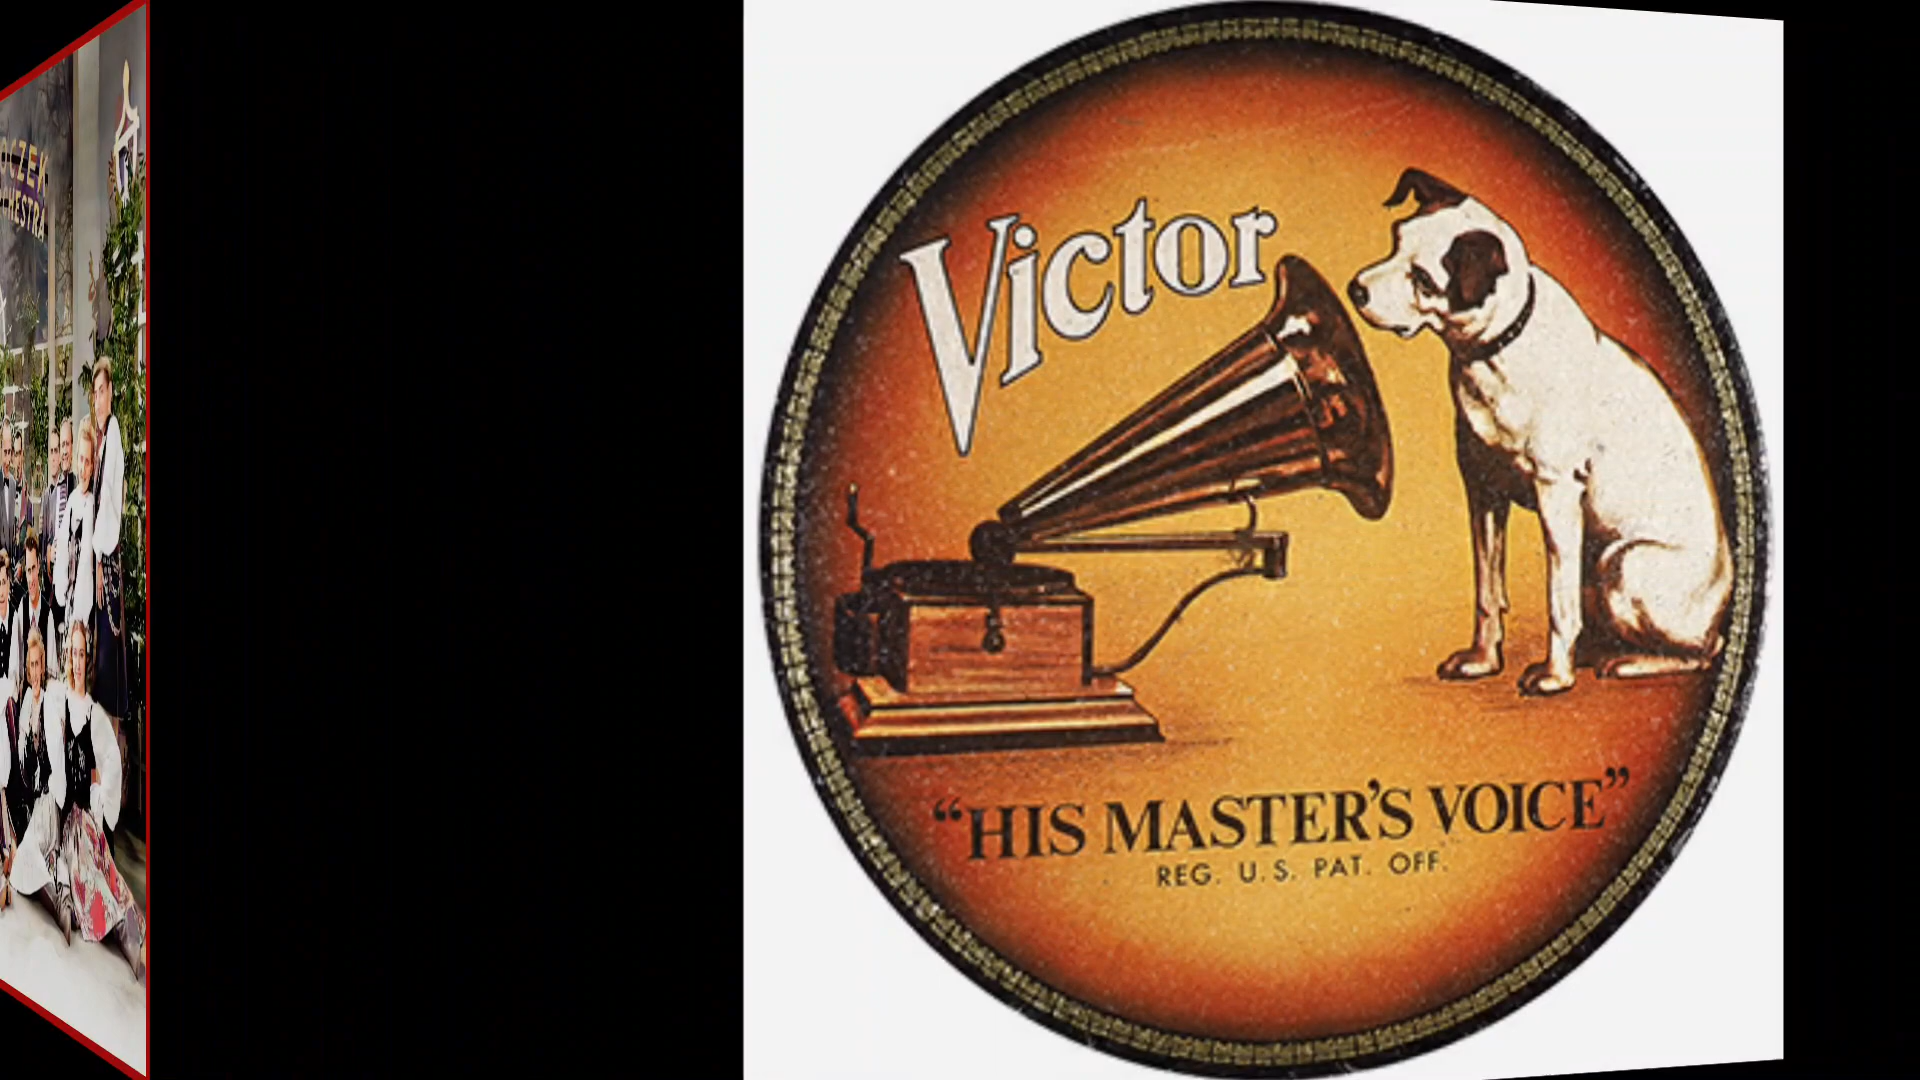 Victor
“HIS MASTER’S VOICE”
REG. U.S. PAT. OFF.